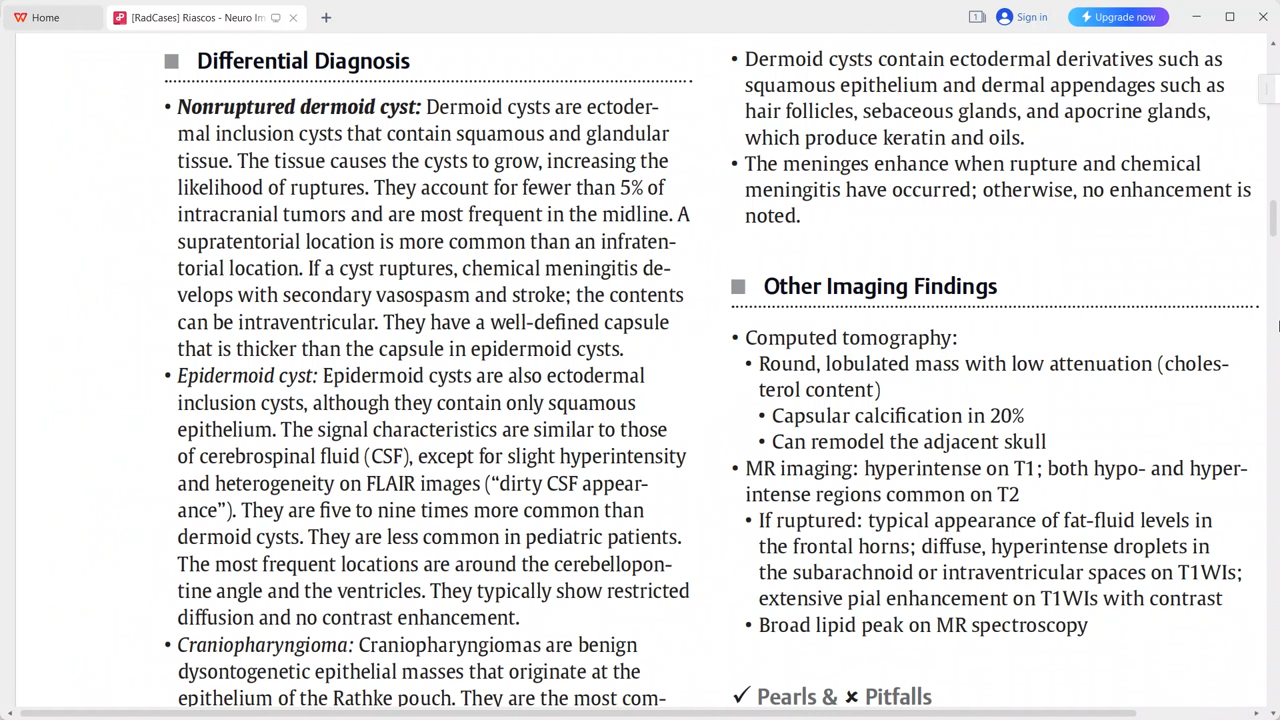 Home
[RadCases] Riascos - Neuro Im
Sign in
Upgrade now
Differential Diagnosis
• Nonruptured dermoid cyst: Dermoid cysts are ectoder-
mal inclusion cysts that contain squamous and glandular
tissue. The tissue causes the cysts to grow, increasing the
likelihood of ruptures. They account for fewer than 5% of
intracranial tumors and are most frequent in the midline. A
supratentorial location is more common than an infraten-
torial location. If a cyst ruptures, chemical meningitis de-
velops with secondary vasospasm and stroke; the contents
can be intraventricular. They have a well-defined capsule
that is thicker than the capsule in epidermoid cysts.
• Epidermoid cyst: Epidermoid cysts are also ectodermal
inclusion cysts, although they contain only squamous
epithelium. The signal characteristics are similar to those
of cerebrospinal fluid (CSF), except for slight hyperintensity
and heterogeneity on FLAIR images (“dirty CSF appear-
ance”). They are five to nine times more common than
dermoid cysts. They are less common in pediatric patients.
The most frequent locations are around the cerebellopon-
tine angle and the ventricles. They typically show restricted
diffusion and no contrast enhancement.
• Craniopharyngioma: Craniopharyngiomas are benign
dysontogenetic epithelial masses that originate at the
epithelium of the Rathke pouch. They are the most com-
• Dermoid cysts contain ectodermal derivatives such as
squamous epithelium and dermal appendages such as
hair follicles, sebaceous glands, and apocrine glands,
which produce keratin and oils.
• The meninges enhance when rupture and chemical
meningitis have occurred; otherwise, no enhancement is
noted.
Other Imaging Findings
• Computed tomography:
• Round, lobulated mass with low attenuation (choles-
terol content)
• Capsular calcification in 20%
• Can remodel the adjacent skull
• MR imaging: hyperintense on T1; both hypo- and hyper-
intense regions common on T2
• If ruptured: typical appearance of fat-fluid levels in
the frontal horns; diffuse, hyperintense droplets in
the subarachnoid or intraventricular spaces on T1WIs;
extensive pial enhancement on T1WIs with contrast
• Broad lipid peak on MR spectroscopy
✓ Pearls & ✘ Pitfalls